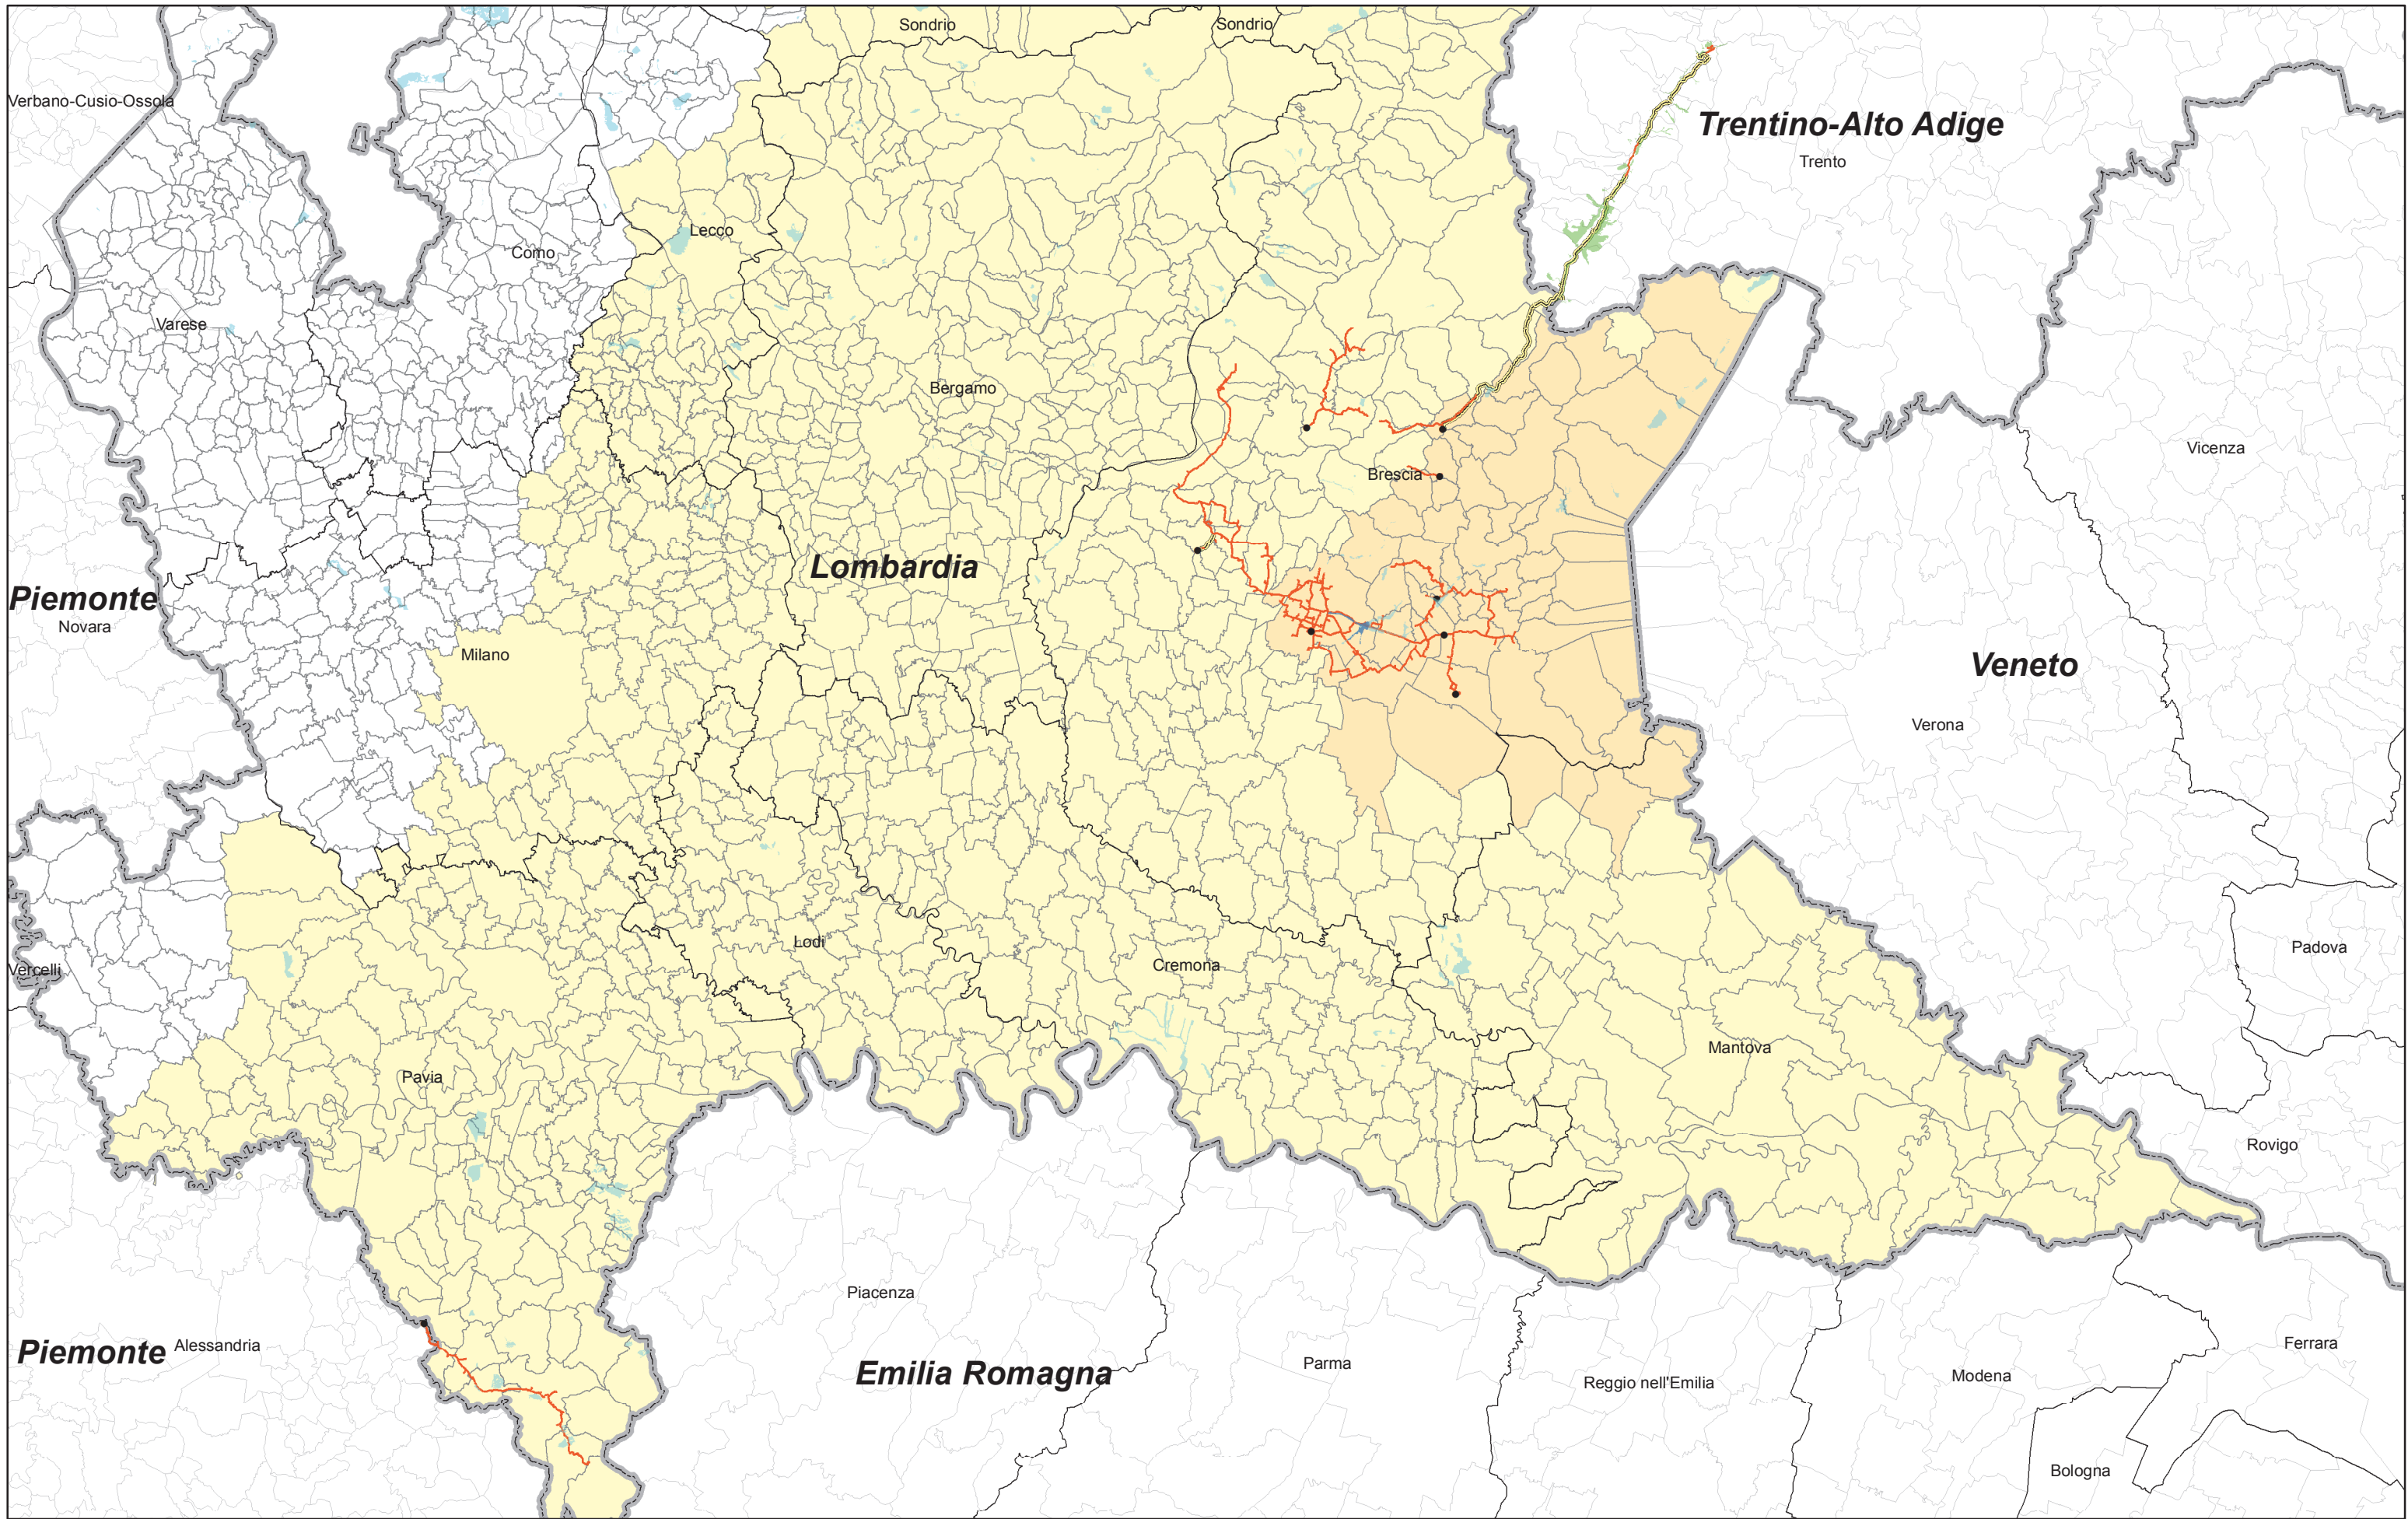 Sondrio
Sondrio
Verbano-Cusio-Ossola
Trentino-Alto Adige
Trento
Lecco
Como
Varese
Bergamo
Vicenza
Brescia
Lombardia
Piemonte
Novara
Milano
Veneto
Verona
Lodi
Padova
Cremona
Vercelli
Mantova
Pavia
Rovigo
Piacenza
Ferrara
Alessandria
Piemonte
Parma
Emilia Romagna
Modena
Reggio nell'Emilia
Bologna